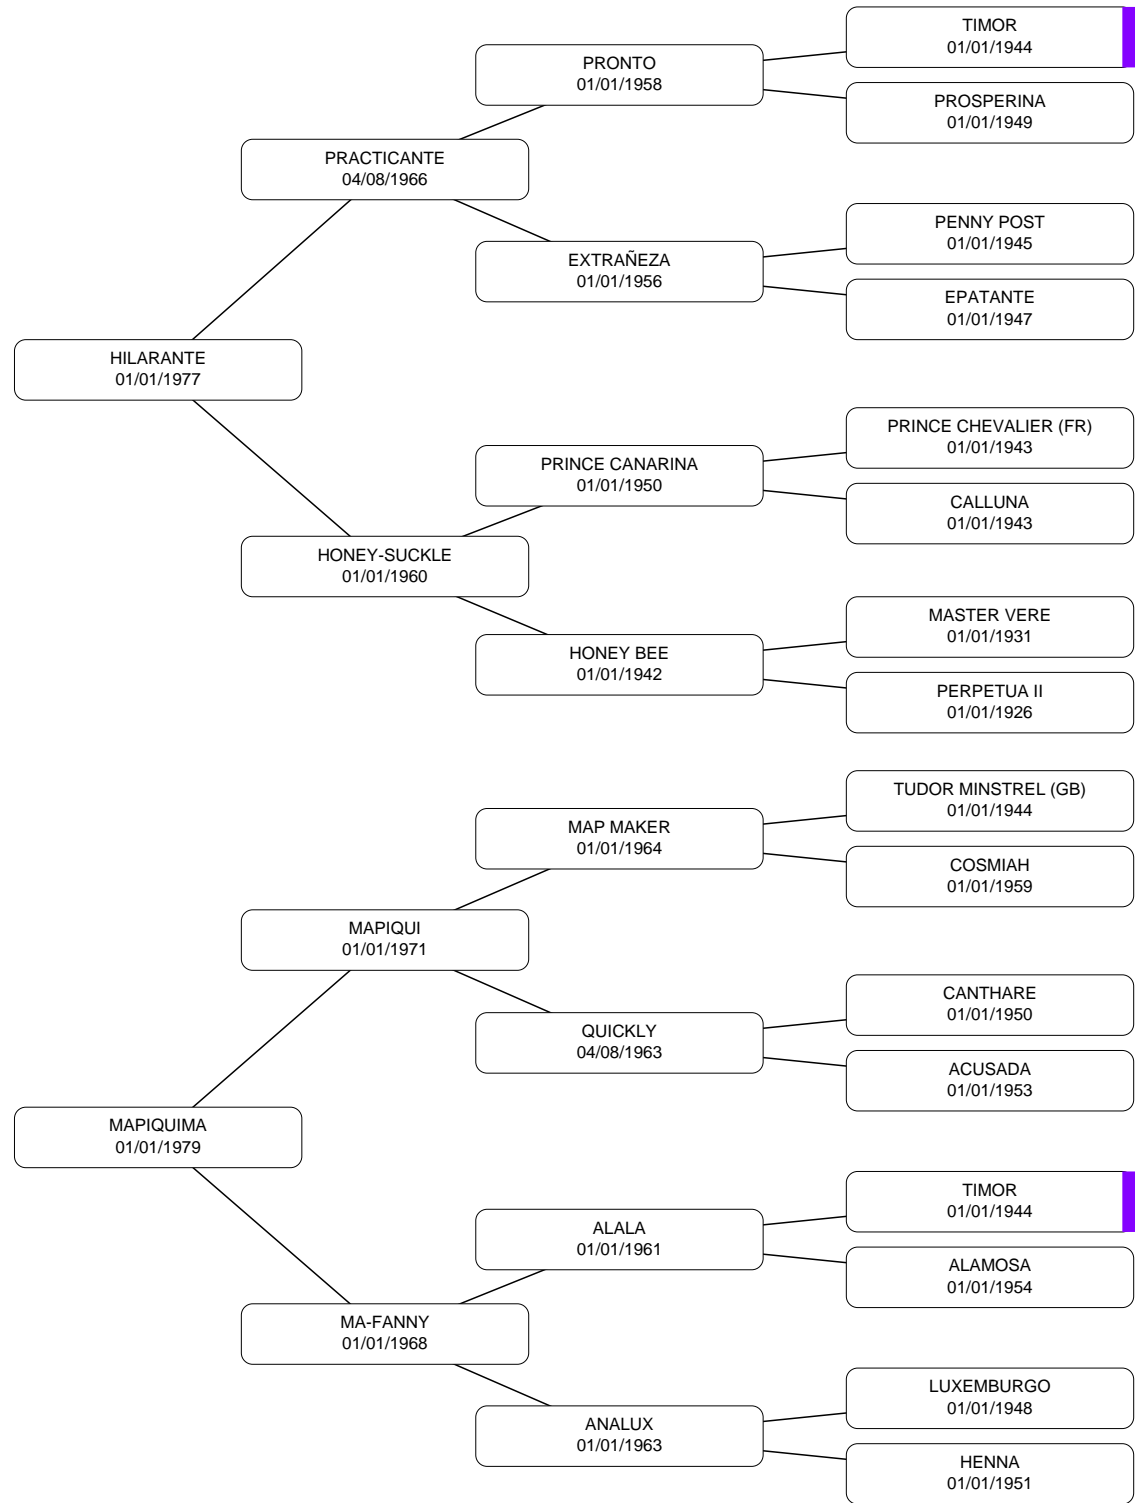 TIMOR
01/01/1944
PRONTO
01/01/1958
PROSPERINA
01/01/1949
PRACTICANTE
04/08/1966
PENNY POST
01/01/1945
EXTRAÑEZA
01/01/1956
EPATANTE
01/01/1947
HILARANTE
01/01/1977
PRINCE CHEVALIER (FR)
01/01/1943
PRINCE CANARINA
01/01/1950
CALLUNA
01/01/1943
HONEY-SUCKLE
01/01/1960
MASTER VERE
01/01/1931
HONEY BEE
01/01/1942
PERPETUA II
01/01/1926
TUDOR MINSTREL (GB)
01/01/1944
MAP MAKER
01/01/1964
COSMIAH
01/01/1959
MAPIQUI
01/01/1971
CANTHARE
01/01/1950
QUICKLY
04/08/1963
ACUSADA
01/01/1953
MAPIQUIMA
01/01/1979
TIMOR
01/01/1944
ALALA
01/01/1961
ALAMOSA
01/01/1954
MA-FANNY
01/01/1968
LUXEMBURGO
01/01/1948
ANALUX
01/01/1963
HENNA
01/01/1951